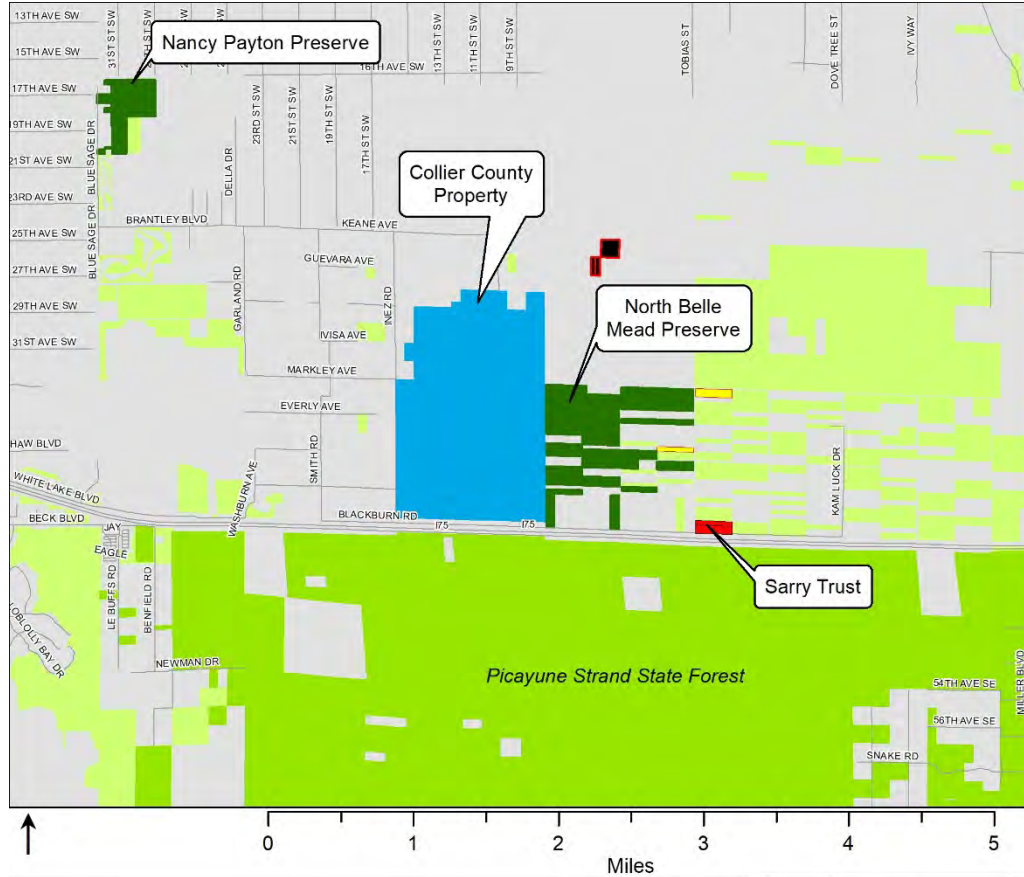 13TH AVE SW
15TH AVE SW
17TH AVE SW
19TH AVE SW
21ST AVE SW
23RD AVE SW
25TH AVE SW
27TH AVE SW
29TH AVE SW
31ST AVE SW
31ST ST SW
Nancy Payton Preserve
16TH AVE SW
13TH ST SW
11TH ST SW
9TH ST SW
TOBIAS ST
DOVE TREE ST
IVY WAY
BLUE SAGE DR
BLUE SAGE DR
DELLA DR
23RD ST SW
21ST ST SW
19TH ST SW
17TH ST SW
Collier County
Property
BRANTLEY BLVD
KEANE AVE
GUEVARA AVE
GARLAND RD
INEZ RD
IVISA AVE
MARKLEY AVE
EVERLY AVE
North Belle
Mead Preserve
SMITH RD
WASHBURN AVE
KAM LUCK DR
HAW BLVD
WHITE LAKE BLVD
BECK BLVD
BLACKBURN RD
I75
I75
JAY
EAGLE
LE BUFFS RD
BENFIELD RD
Sarry Trust
LOBLOLLY BAY DR
NEWMAN DR
Picayune Strand State Forest
54TH AVE SE
56TH AVE SE
SNAKE RD
MILLER BLVD
0
1
2
3
4
5
Miles